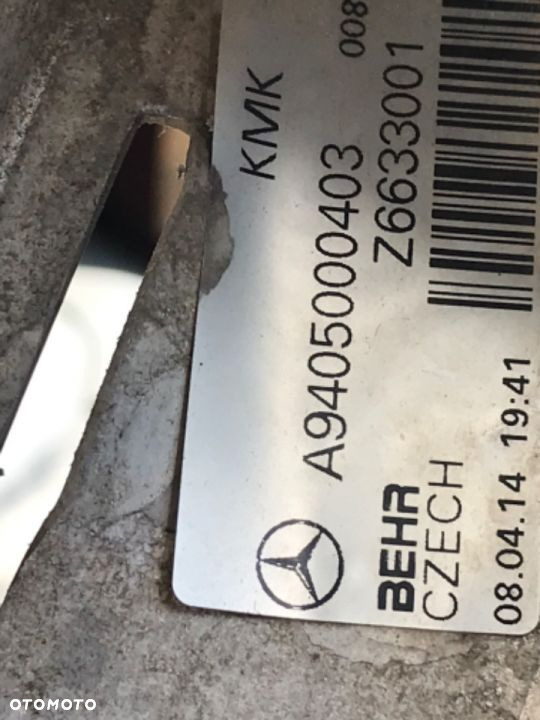 KMK 008
A9405000403
Z6633001
BEHR
CZECH
08.04.14 19:41
OTOMOTO